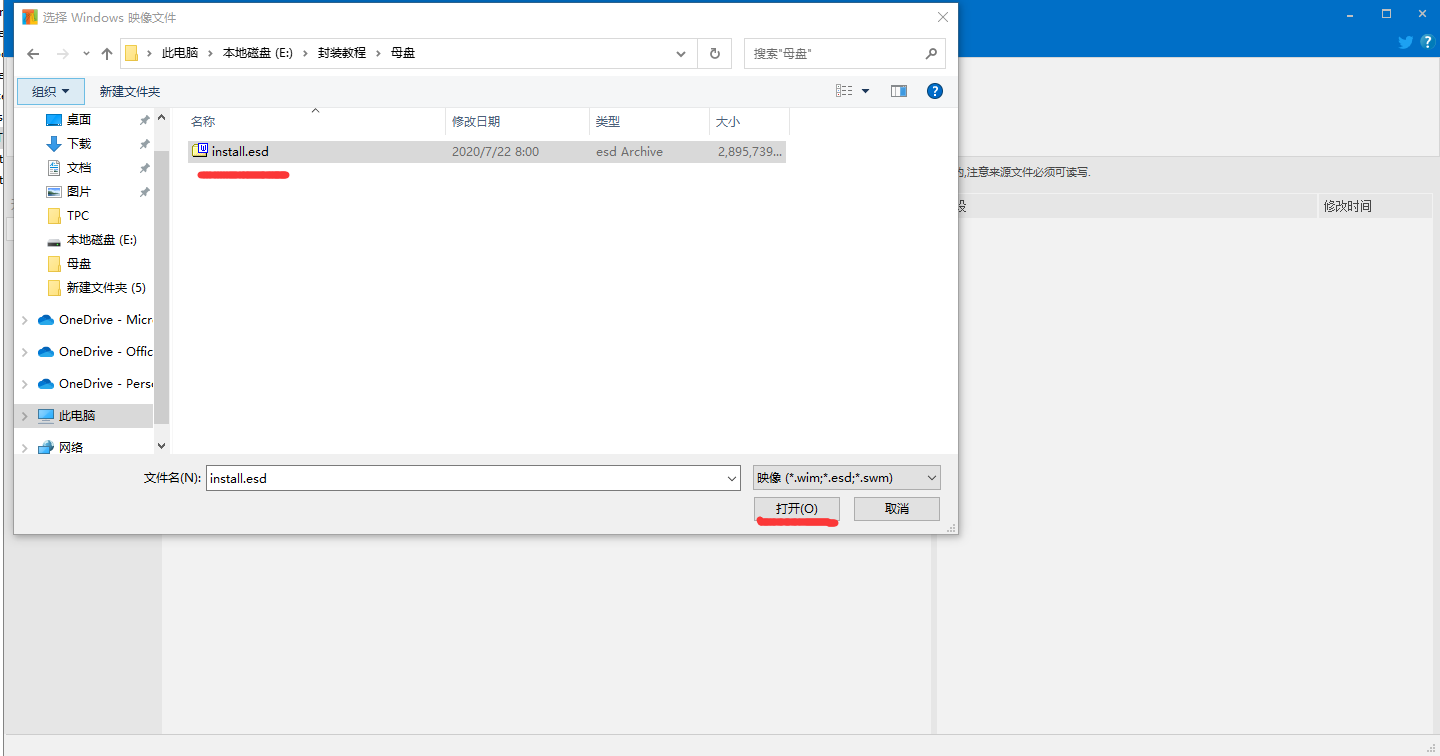 选择 Windows 映像文件
此电脑 本地磁盘 (E:) 封装教程 母盘
搜索"母盘"
组织 新建文件夹
名称 修改日期 类型 大小
install.esd 2020/7/22 8:00 esd Archive 2,895,739...
桌面
下载
文档
图片
TPC
本地磁盘 (E:)
母盘
新建文件夹 (5)
OneDrive - Micr
OneDrive - Offic
OneDrive - Pers
此电脑
网络
文件名(N): install.esd 映像 (*.wim;*.esd;*.swm)
打开(O) 取消
,注意来源文件必须可读写.
段 修改时间